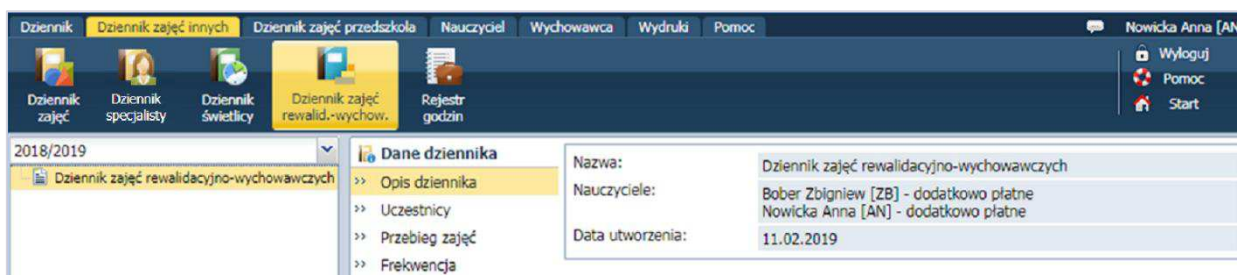 Dziennik Dziennik zajęć innych Dziennik zajęć przedszkola Nauczyciel Wychowawca Wydruki Pomoc Nowicka Anna [AN
Wyloguj
Pomoc
Start
Dziennik zajęć
Dziennik specjalisty
Dziennik świetlicy
Dziennik zajęć rewalid.-wychow.
Rejestr godzin
2018/2019
Dziennik zajęć rewalidacyjno-wychowawczych
Dane dziennika
>> Opis dziennika
>> Uczestnicy
>> Przebieg zajęć
>> Frekwencja
Nazwa: Dziennik zajęć rewalidacyjno-wychowawczych
Nauczyciele: Bober Zbigniew [ZB] - dodatkowo płatne
Nowicka Anna [AN] - dodatkowo płatne
Data utworzenia: 11.02.2019